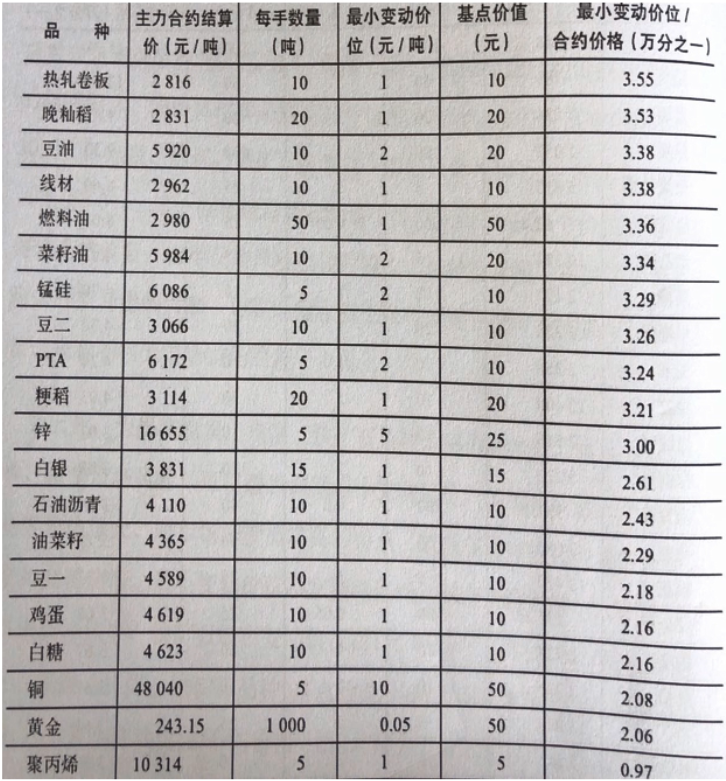 品 种 主力合约结算价(元/吨) 每手数量(吨) 最小变动价位(元/吨) 基点价值(元) 最小变动价位/合约价格(万分之一)
热轧卷板 2 816 10 1 10 3.55
晚籼稻 2 831 20 1 20 3.53
豆油 5 920 10 2 20 3.38
线材 2 962 10 1 10 3.38
燃料油 2 980 50 1 50 3.36
菜籽油 5 984 10 2 20 3.34
锰硅 6 086 5 2 10 3.29
豆二 3 066 10 1 10 3.26
PTA 6 172 5 2 10 3.24
粳稻 3 114 20 1 20 3.21
锌 16 655 5 5 25 3.00
白银 3 831 15 1 15 2.61
石油沥青 4 110 10 1 10 2.43
油菜籽 4 365 10 1 10 2.29
豆一 4 589 10 1 10 2.18
鸡蛋 4 619 10 1 10 2.16
白糖 4 623 10 1 10 2.16
铜 48 040 5 10 50 2.08
黄金 243.15 1 000 0.05 50 2.06
聚丙烯 10 314 5 1 5 0.97